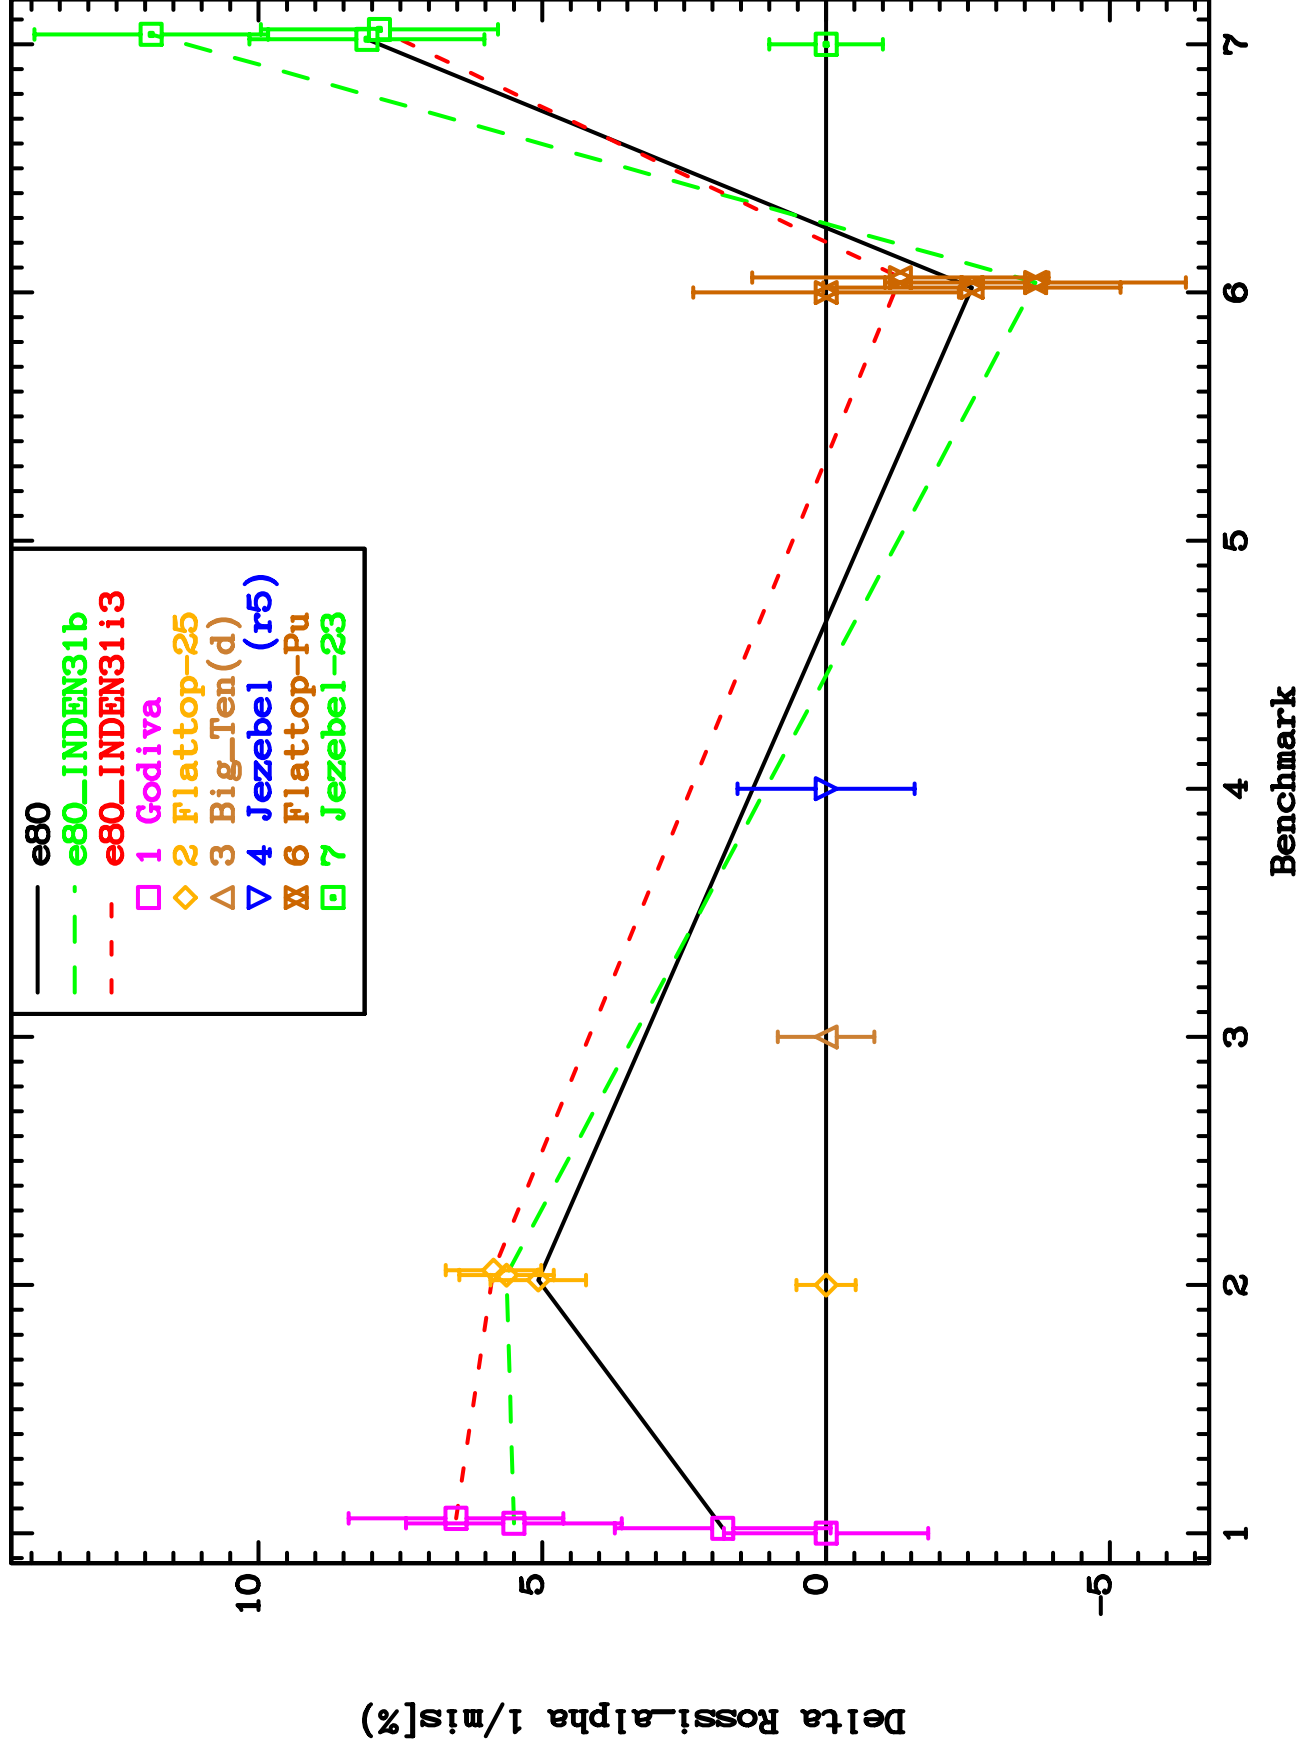 e80
e80_INDEN31b
e80_INDEN31i3
1 Godiva
2 Flattop-25
3 Big_Ten(d)
4 Jezebel (r5)
6 Flattop-Pu
7 Jezebel-23
10
5
0
-5
1
2
3
4
5
6
7
Benchmark
Delta Rossi_alpha 1/mis[%)